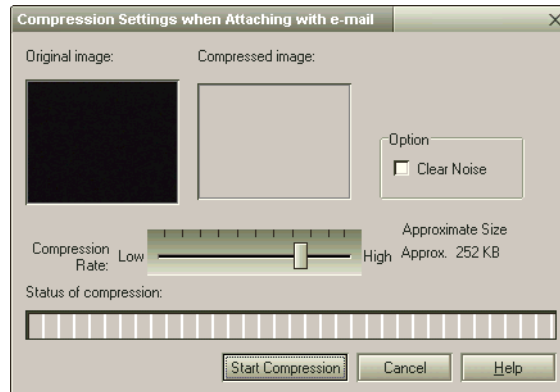 Compression Settings when Attaching with e-mail
Original image:
Compressed image:
Option
Clear Noise
Compression Rate:
Low
High
Approximate Size
Approx. 252 KB
Status of compression:
Start Compression
Cancel
Help